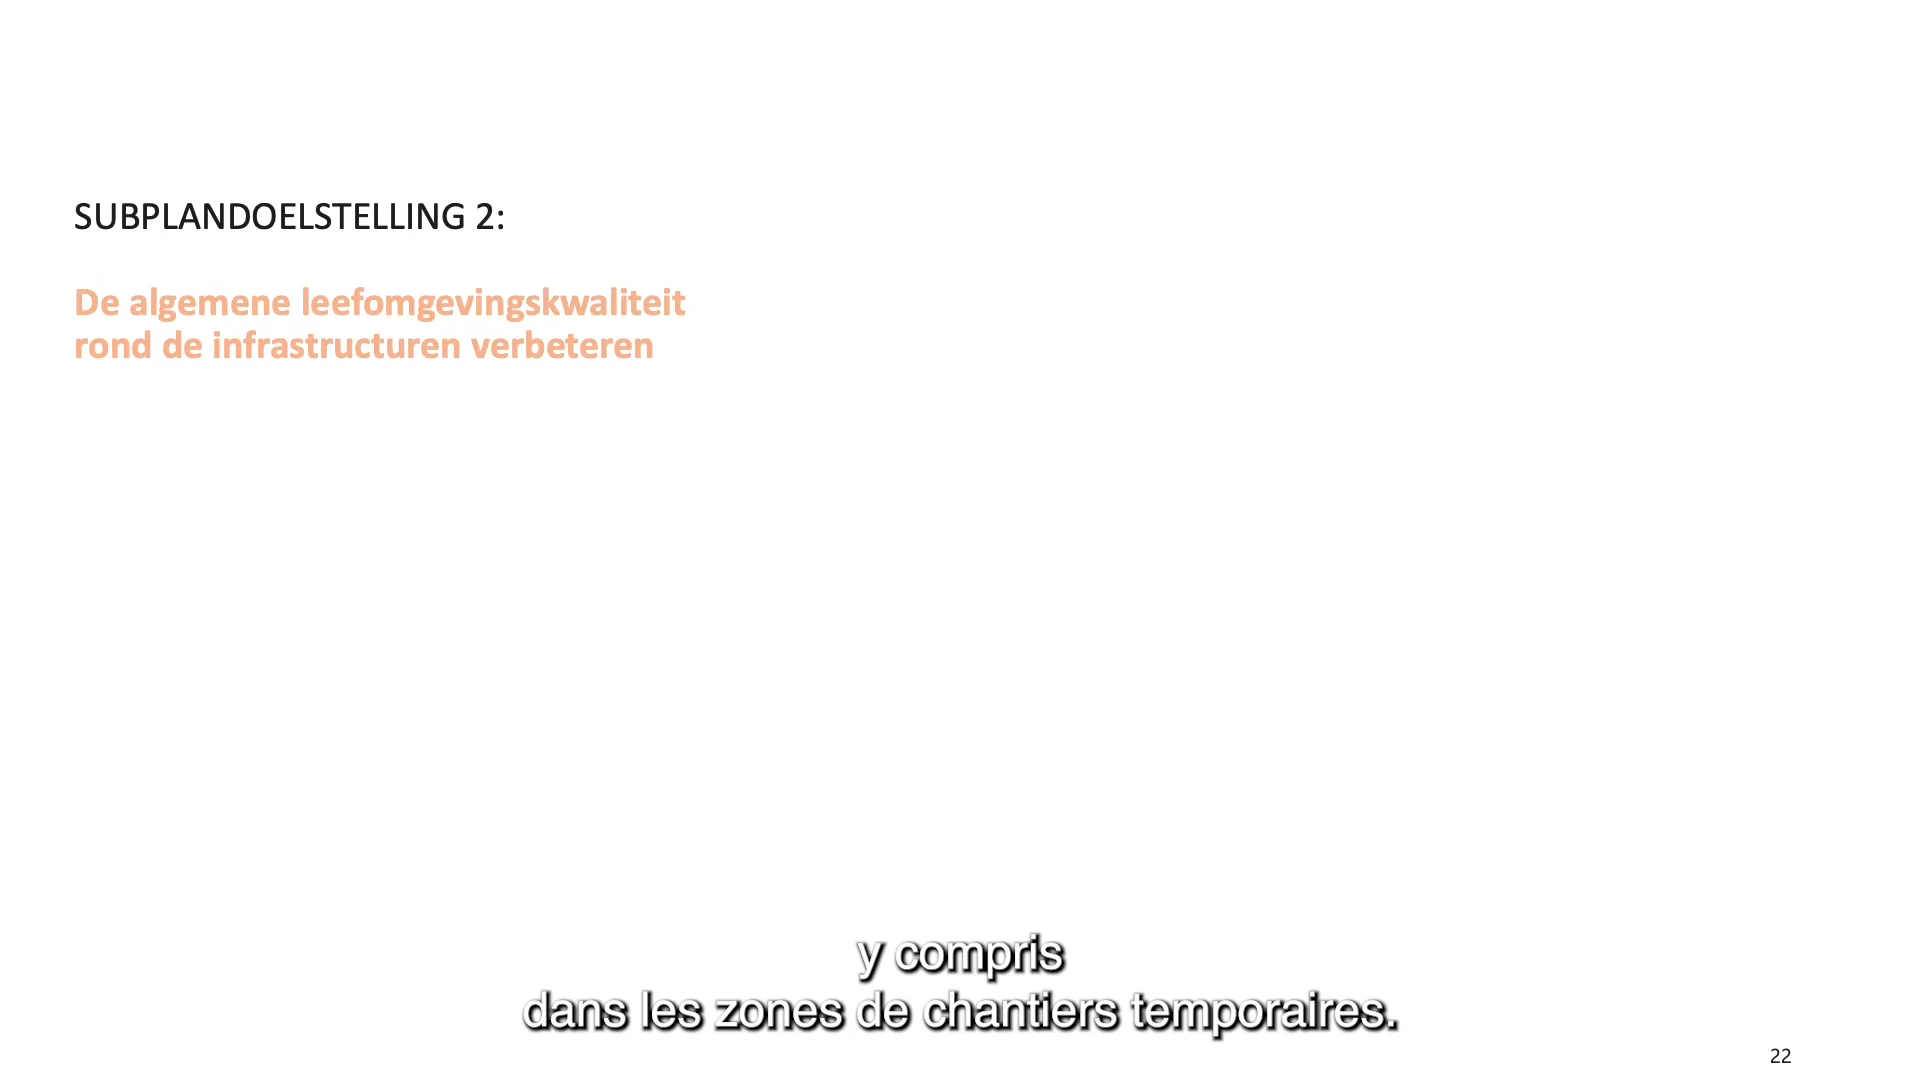 SUBPLANDOELSTELLING 2:
De algemene leefomgevingskwaliteit
rond de infrastructuren verbeteren
y compris
dans les zones de chantiers temporaires.
22